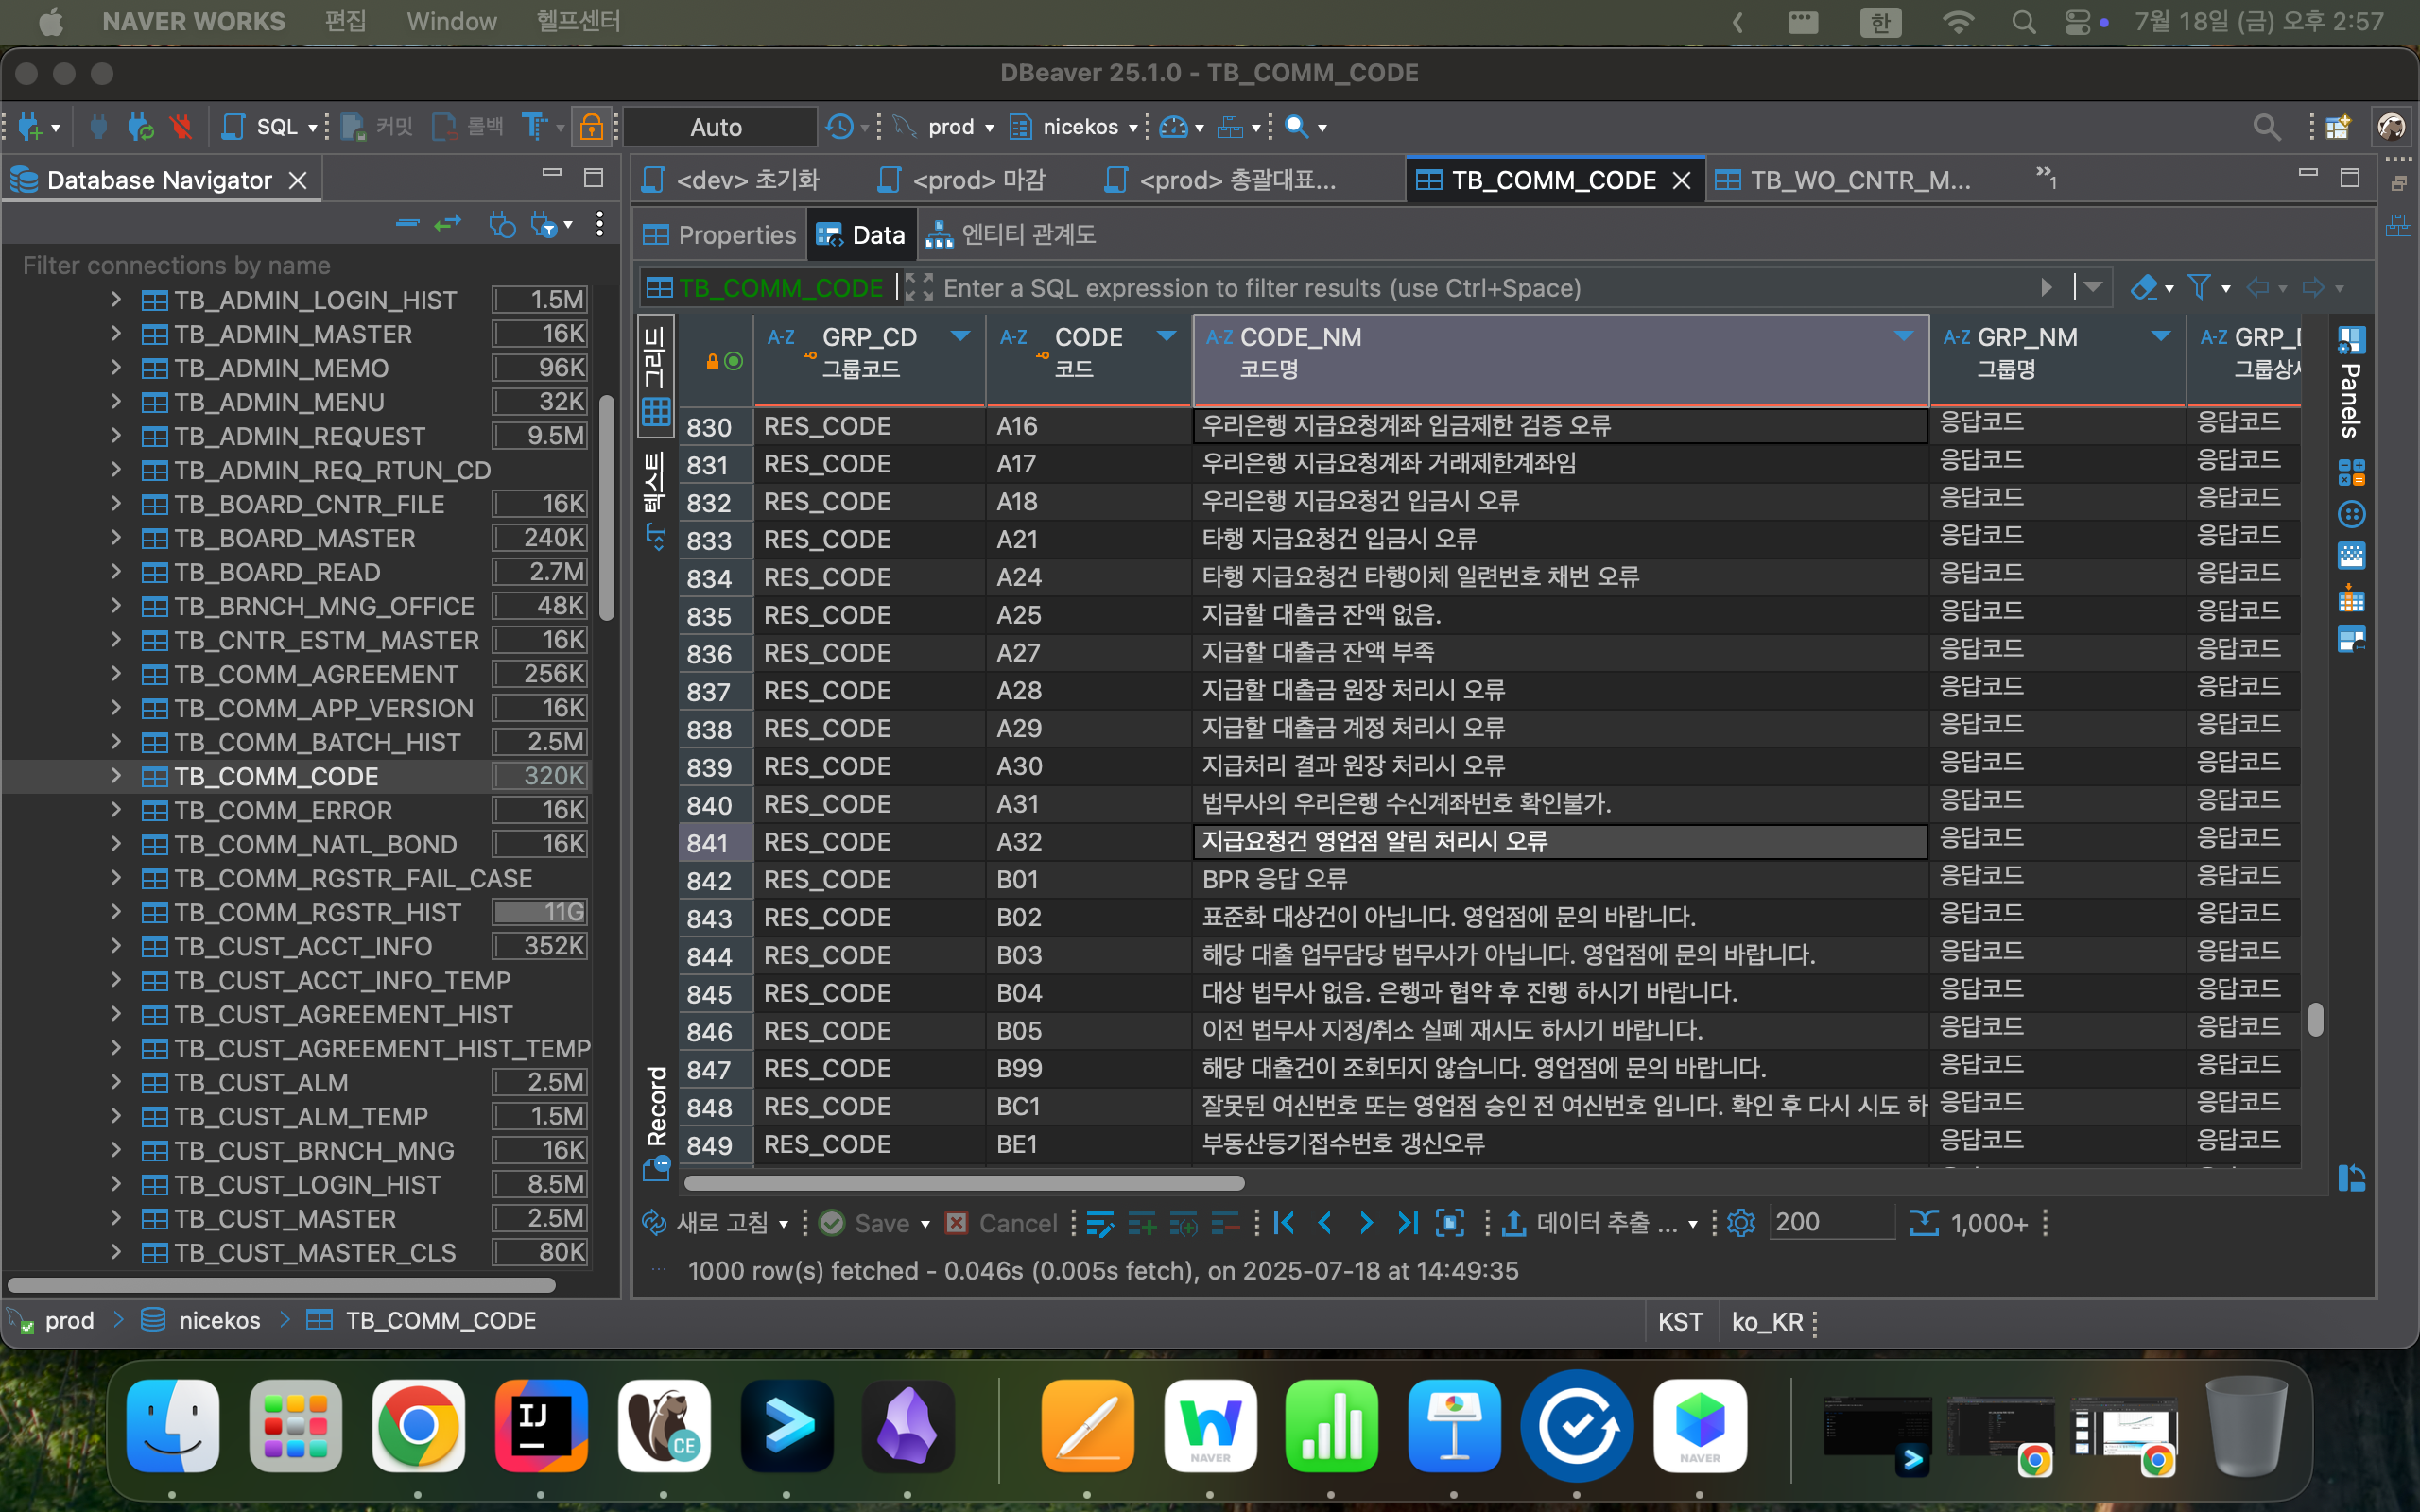 NAVER WORKS 편집 Window 헬프센터 한 7월 18일 (금) 오후 2:57
DBeaver 25.1.0 - TB_COMM_CODE
SQL 커밋 롤백 T Auto prod nicekos
Database Navigator
<dev> 초기화 <prod> 마감 <prod> 총괄대표... TB_COMM_CODE TB_WO_CNTR_M... »1
Properties Data 엔티티 관계도
Filter connections by name
TB_COMM_CODE Enter a SQL expression to filter results (use Ctrl+Space)
TB_ADMIN_LOGIN_HIST 1.5M
TB_ADMIN_MASTER 16K
TB_ADMIN_MEMO 96K
TB_ADMIN_MENU 32K
TB_ADMIN_REQUEST 9.5M
TB_ADMIN_REQ_RTUN_CD
TB_BOARD_CNTR_FILE 16K
TB_BOARD_MASTER 240K
TB_BOARD_READ 2.7M
TB_BRNCH_MNG_OFFICE 48K
TB_CNTR_ESTM_MASTER 16K
TB_COMM_AGREEMENT 256K
TB_COMM_APP_VERSION 16K
TB_COMM_BATCH_HIST 2.5M
TB_COMM_CODE 320K
TB_COMM_ERROR 16K
TB_COMM_NATL_BOND 16K
TB_COMM_RGSTR_FAIL_CASE
TB_COMM_RGSTR_HIST 11G
TB_CUST_ACCT_INFO 352K
TB_CUST_ACCT_INFO_TEMP
TB_CUST_AGREEMENT_HIST
TB_CUST_AGREEMENT_HIST_TEMP
TB_CUST_ALM 2.5M
TB_CUST_ALM_TEMP 1.5M
TB_CUST_BRNCH_MNG 16K
TB_CUST_LOGIN_HIST 8.5M
TB_CUST_MASTER 2.5M
TB_CUST_MASTER_CLS 80K
그리드
텍스트
Record
A-Z GRP_CD A-Z CODE A-Z CODE_NM A-Z GRP_NM A-Z GRP_D
그룹코드 코드 코드명 그룹명 그룹상세
830 RES_CODE A16 우리은행 지급요청계좌 입금제한 검증 오류 응답코드 응답코드
831 RES_CODE A17 우리은행 지급요청계좌 거래제한계좌임 응답코드 응답코드
832 RES_CODE A18 우리은행 지급요청건 입금시 오류 응답코드 응답코드
833 RES_CODE A21 타행 지급요청건 입금시 오류 응답코드 응답코드
834 RES_CODE A24 타행 지급요청건 타행이체 일련번호 채번 오류 응답코드 응답코드
835 RES_CODE A25 지급할 대출금 잔액 없음. 응답코드 응답코드
836 RES_CODE A27 지급할 대출금 잔액 부족 응답코드 응답코드
837 RES_CODE A28 지급할 대출금 원장 처리시 오류 응답코드 응답코드
838 RES_CODE A29 지급할 대출금 계정 처리시 오류 응답코드 응답코드
839 RES_CODE A30 지급처리 결과 원장 처리시 오류 응답코드 응답코드
840 RES_CODE A31 법무사의 우리은행 수신계좌번호 확인불가. 응답코드 응답코드
841 RES_CODE A32 지급요청건 영업점 알림 처리시 오류 응답코드 응답코드
842 RES_CODE B01 BPR 응답 오류 응답코드 응답코드
843 RES_CODE B02 표준화 대상건이 아닙니다. 영업점에 문의 바랍니다. 응답코드 응답코드
844 RES_CODE B03 해당 대출 업무담당 법무사가 아닙니다. 영업점에 문의 바랍니다. 응답코드 응답코드
845 RES_CODE B04 대상 법무사 없음. 은행과 협약 후 진행 하시기 바랍니다. 응답코드 응답코드
846 RES_CODE B05 이전 법무사 지정/취소 실폐 재시도 하시기 바랍니다. 응답코드 응답코드
847 RES_CODE B99 해당 대출건이 조회되지 않습니다. 영업점에 문의 바랍니다. 응답코드 응답코드
848 RES_CODE BC1 잘못된 여신번호 또는 영업점 승인 전 여신번호 입니다. 확인 후 다시 시도 하 응답코드 응답코드
849 RES_CODE BE1 부동산등기접수번호 갱신오류 응답코드 응답코드
Panels
새로 고침 Save Cancel 데이터 추출 ... 200 1,000+
1000 row(s) fetched - 0.046s (0.005s fetch), on 2025-07-18 at 14:49:35
prod nicekos TB_COMM_CODE KST ko_KR
IJ CE NAVER NAVER